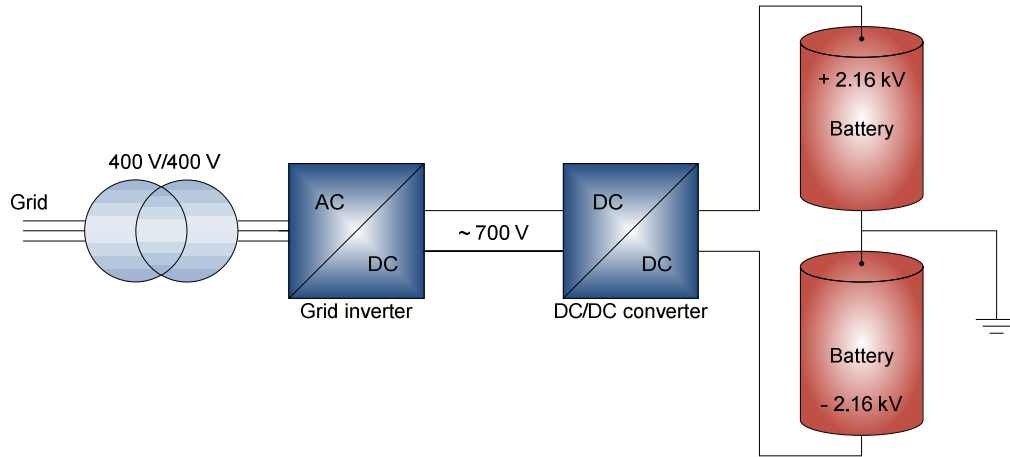 Grid
400 V/400 V
AC
DC
Grid inverter
~ 700 V
DC
DC
DC/DC converter
+ 2.16 kV
Battery
Battery
- 2.16 kV